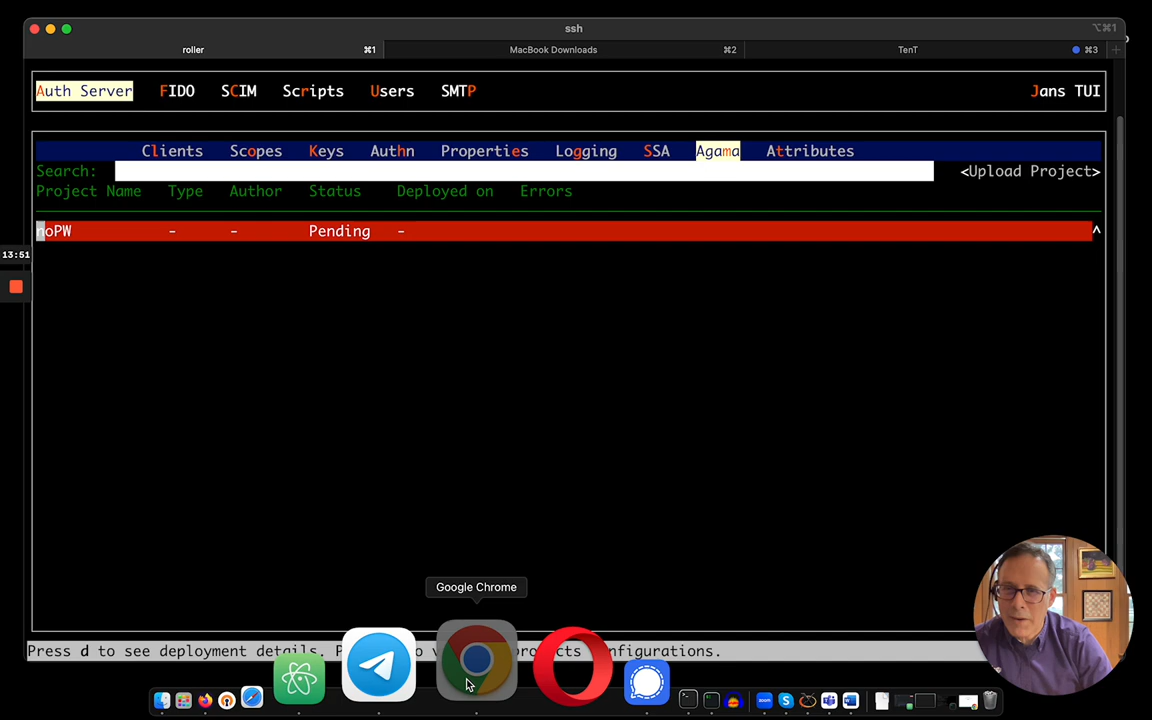 ssh
⌥⌘1
roller ⌘1 MacBook Downloads ⌘2 TenT ⌘3
Auth Server FIDO SCIM Scripts Users SMTP Jans TUI
Clients Scopes Keys Authn Properties Logging SSA Agama Attributes
Search: <Upload Project>
Project Name Type Author Status Deployed on Errors
noPW - - Pending - ^
13:51
Google Chrome
Press d to see deployment details. P